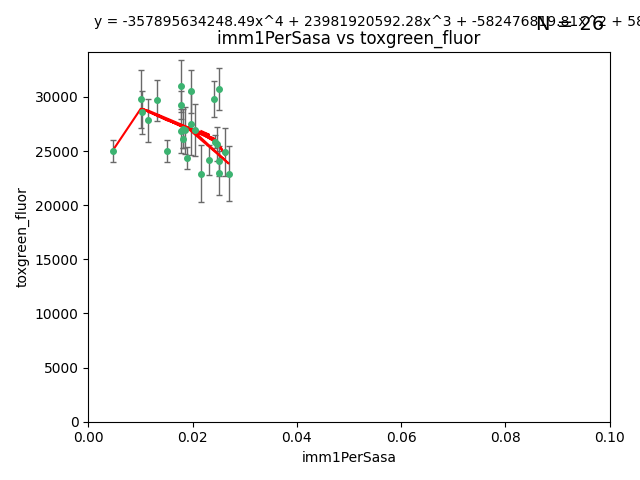 y = -357895634248.49x^4 + 23981920592.28x^3 +
N = 26
imm1PerSasa vs toxgreen_fluor
toxgreen_fluor
30000
25000
20000
15000
10000
5000
0
0.00 0.02 0.04 0.06 0.08 0.10
imm1PerSasa